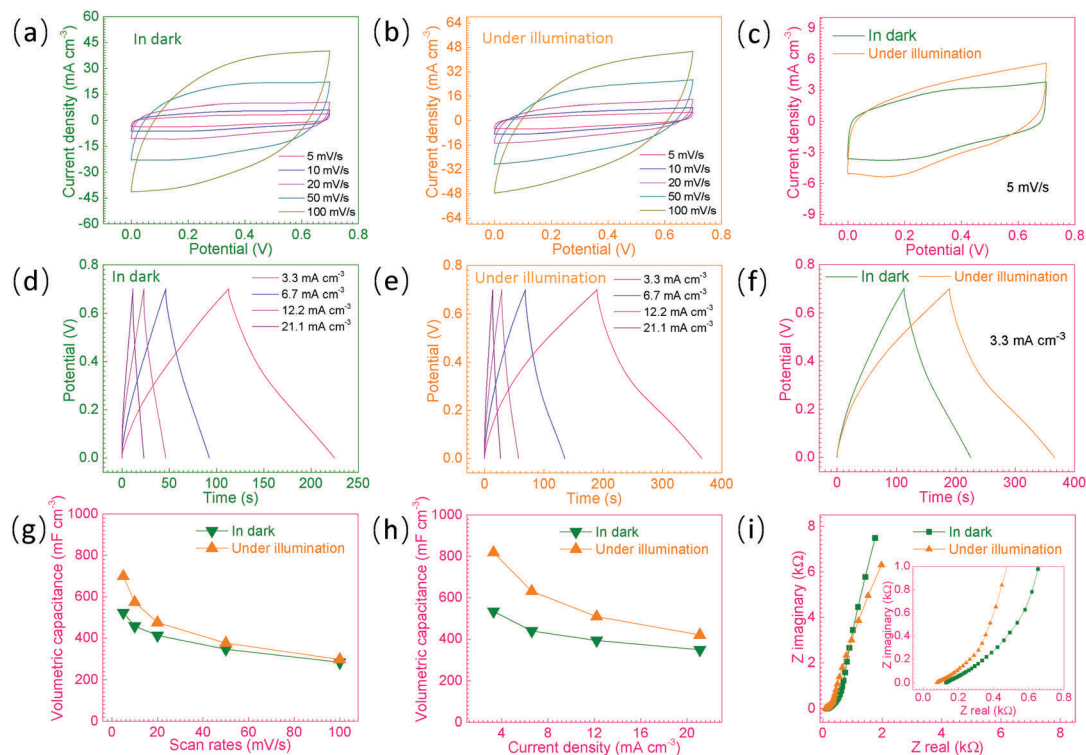 (a)
In dark
Current density (mA cm⁻³)
60
45
30
15
0
-15
-30
-45
-60
5 mV/s
10 mV/s
20 mV/s
50 mV/s
100 mV/s
0.0 0.2 0.4 0.6 0.8
Potential (V)
(b)
Under illumination
Current density (mA cm⁻³)
64
48
32
16
0
-16
-32
-48
-64
5 mV/s
10 mV/s
20 mV/s
50 mV/s
100 mV/s
0.0 0.2 0.4 0.6 0.8
Potential (V)
(c)
In dark
Under illumination
Current density (mA cm⁻³)
9
6
3
0
-3
-6
-9
5 mV/s
0.0 0.2 0.4 0.6 0.8
Potential (V)
(d)
In dark
3.3 mA cm⁻³
6.7 mA cm⁻³
12.2 mA cm⁻³
21.1 mA cm⁻³
Potential (V)
0.8
0.6
0.4
0.2
0.0
0 50 100 150 200 250
Time (s)
(e)
Under illumination
3.3 mA cm⁻³
6.7 mA cm⁻³
12.2 mA cm⁻³
21.1 mA cm⁻³
Potential (V)
0.8
0.6
0.4
0.2
0.0
0 100 200 300 400
Time (s)
(f)
In dark
Under illumination
3.3 mA cm⁻³
Potential (V)
0.8
0.6
0.4
0.2
0.0
0 100 200 300 400
Time (s)
(g)
In dark
Under illumination
Volumetric capacitance (mF cm⁻³)
1000
800
600
400
200
0
0 20 40 60 80 100
Scan rates (mV/s)
(h)
In dark
Under illumination
Volumetric capacitance (mF cm⁻³)
1000
800
600
400
200
0
4 8 12 16 20
Current density (mA cm⁻³)
(i)
In dark
Under illumination
Z imaginary (kΩ)
8
6
4
2
0
0 2 4 6 8
Z real (kΩ)
Z imaginary (kΩ)
1.0
0.8
0.6
0.4
0.2
0.0
0.0 0.2 0.4 0.6 0.8
Z real (kΩ)